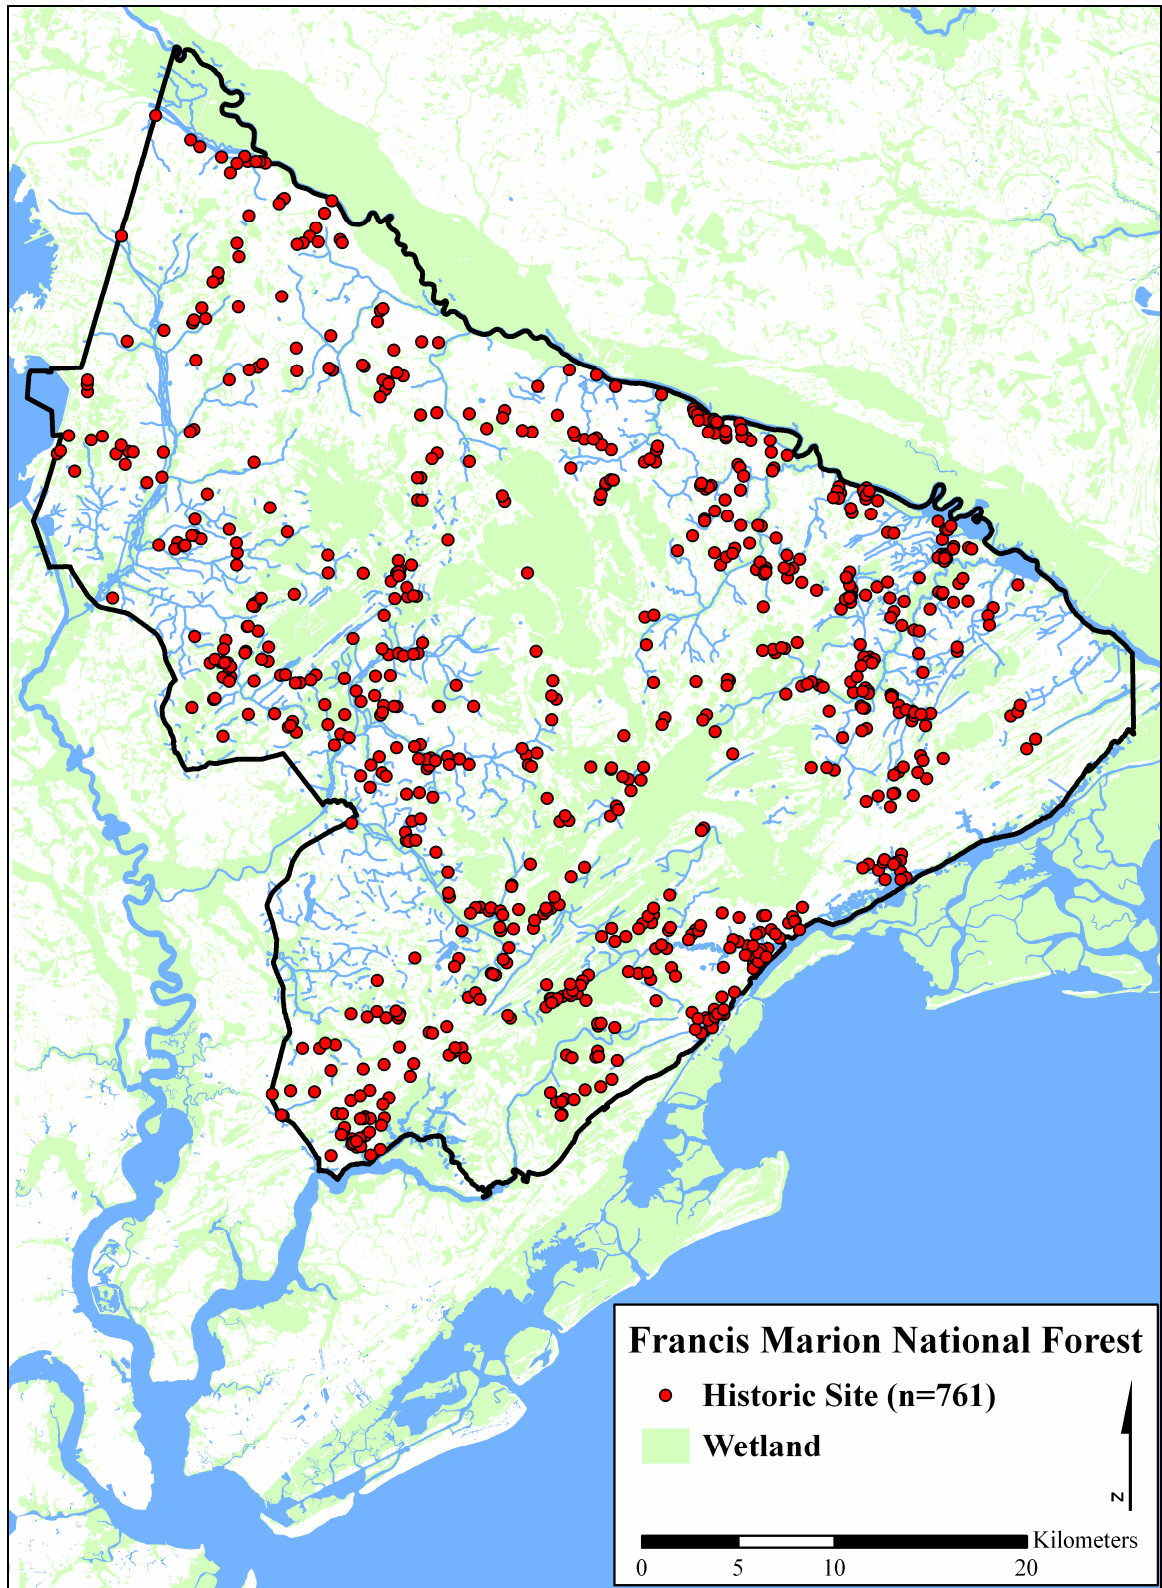 Francis Marion National Forest
Historic Site (n=761)
Wetland
N
Kilometers
0 5 10 20